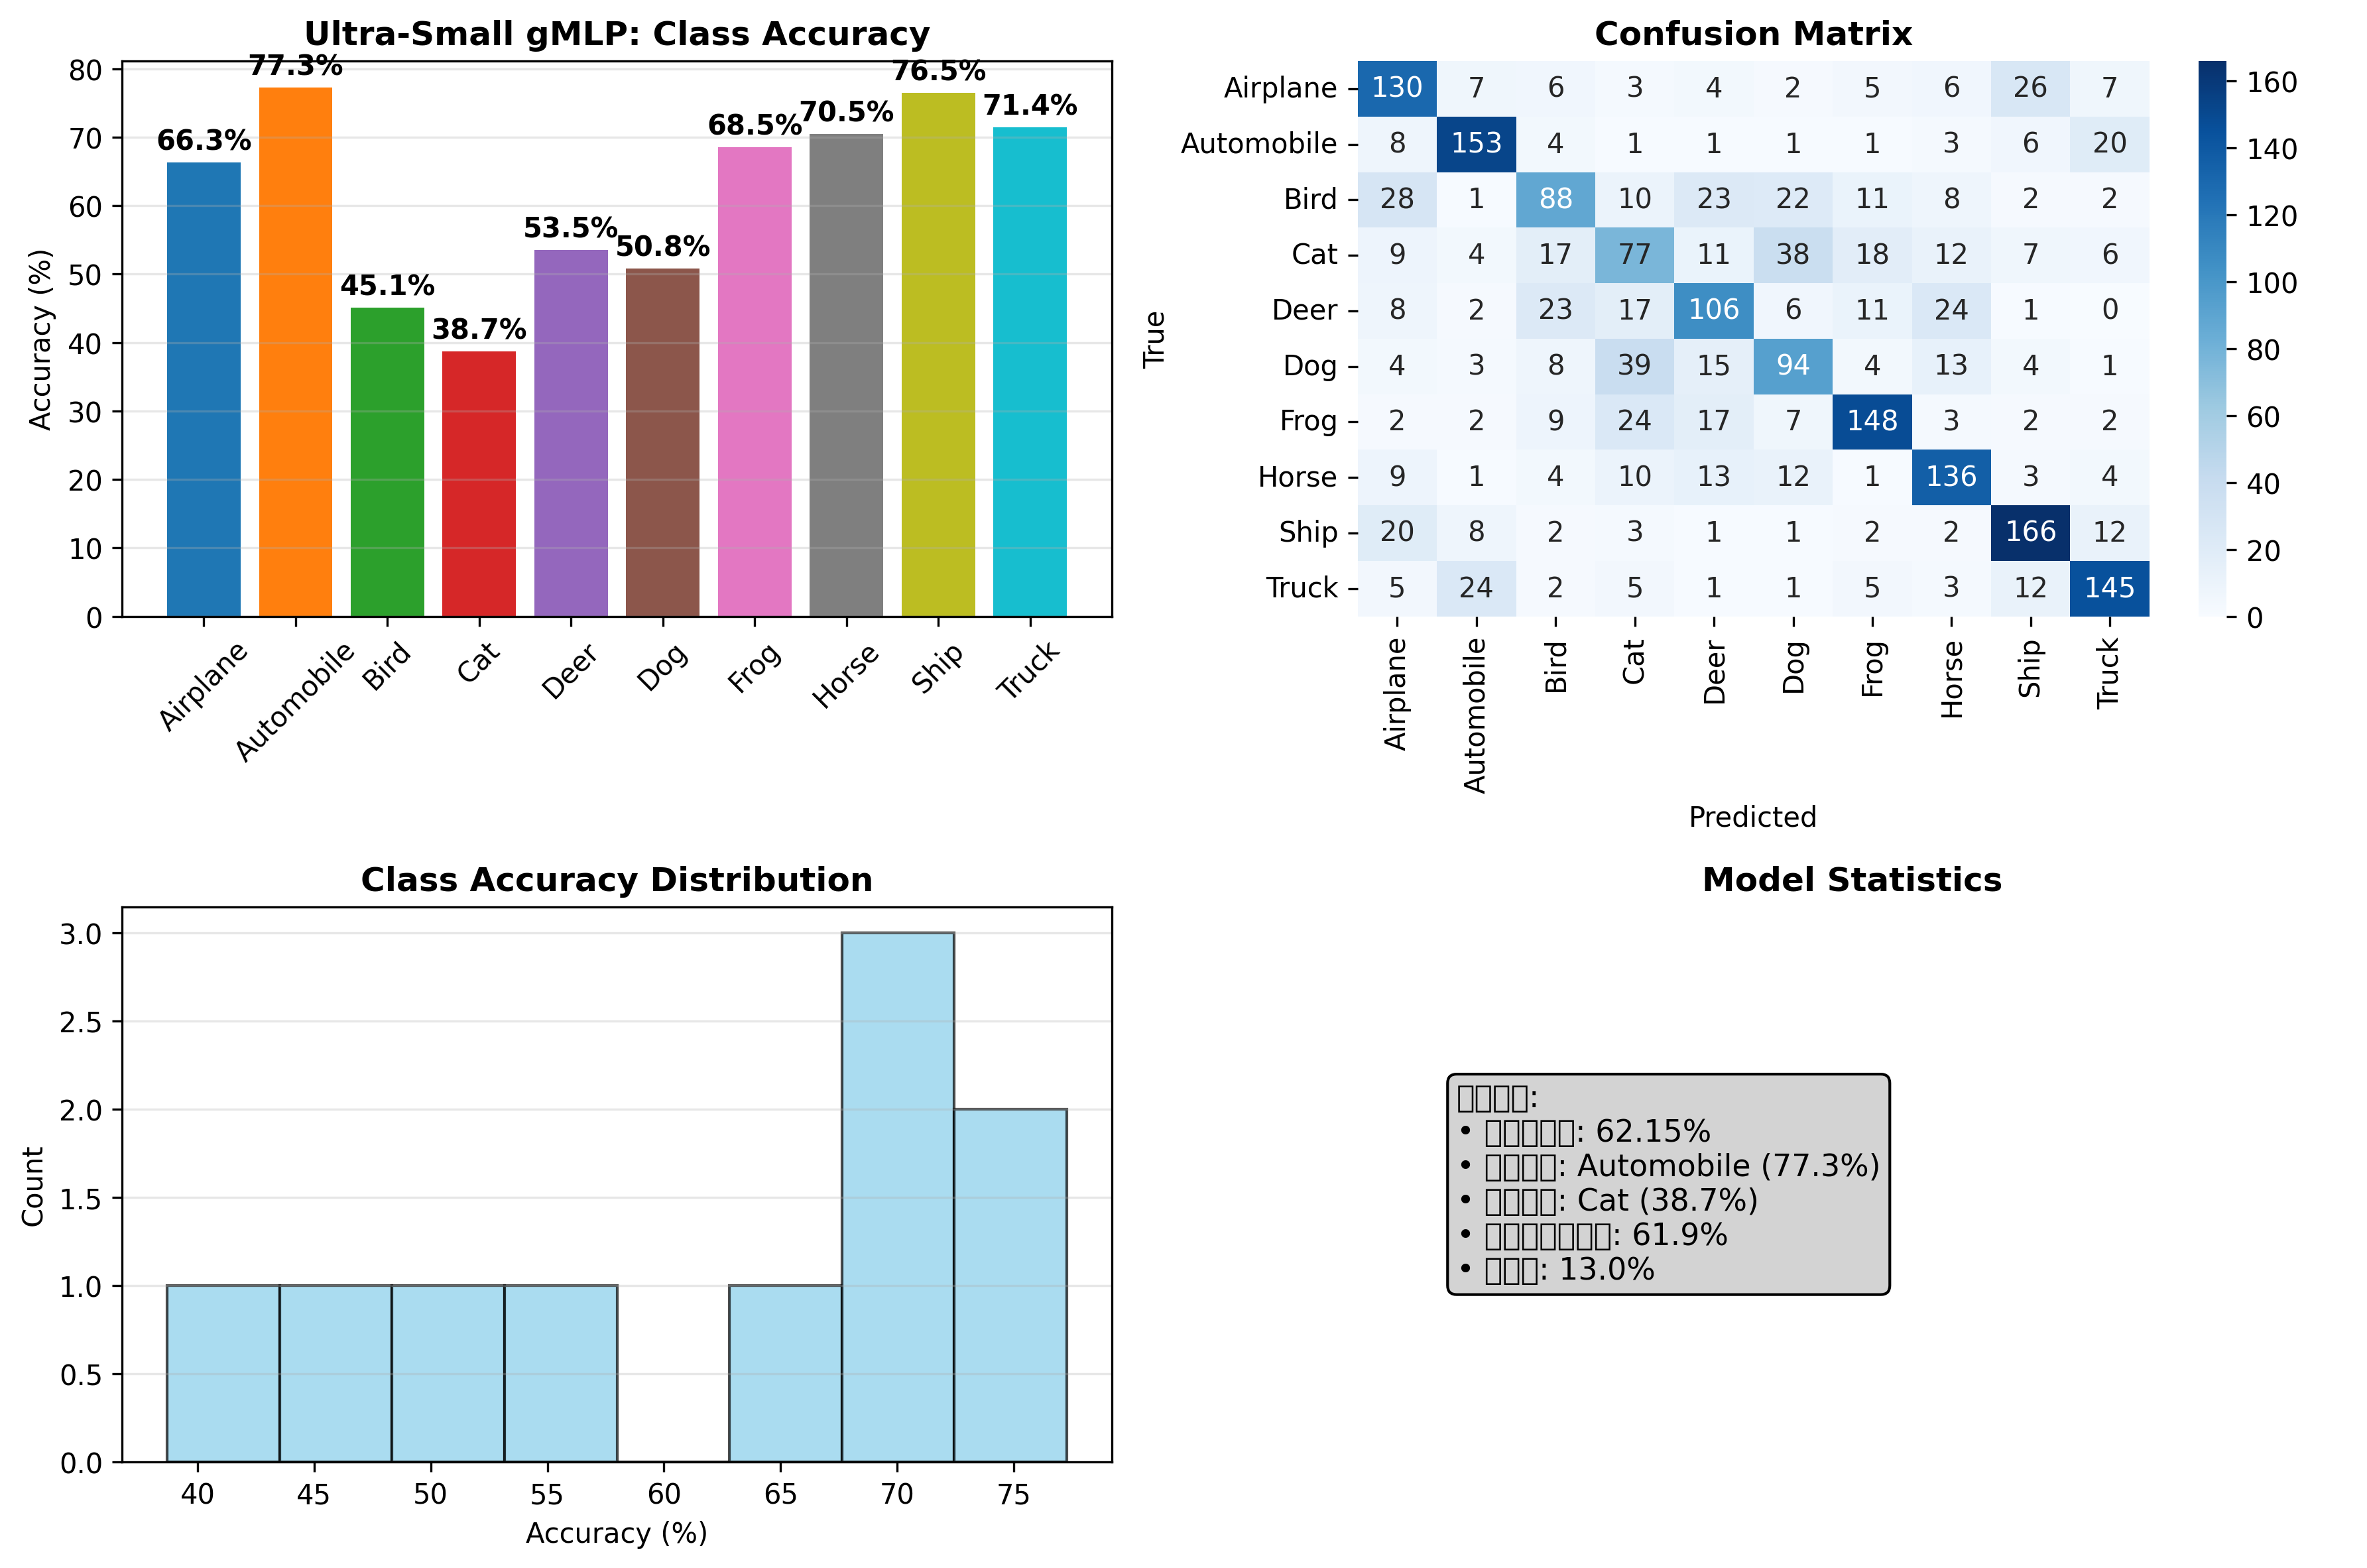 Ultra-Small gMLP: Class Accuracy
Accuracy (%)
80
70
60
50
40
30
20
10
0
66.3%
77.3%
45.1%
38.7%
53.5%
50.8%
68.5%
70.5%
76.5%
71.4%
Airplane
Automobile
Bird
Cat
Deer
Dog
Frog
Horse
Ship
Truck
Confusion Matrix
True
Airplane 130 7 6 3 4 2 5 6 26 7
Automobile 8 153 4 1 1 1 1 3 6 20
Bird 28 1 88 10 23 22 11 8 2 2
Cat 9 4 17 77 11 38 18 12 7 6
Deer 8 2 23 17 106 6 11 24 1 0
Dog 4 3 8 39 15 94 4 13 4 1
Frog 2 2 9 24 17 7 148 3 2 2
Horse 9 1 4 10 13 12 1 136 3 4
Ship 20 8 2 3 1 1 2 2 166 12
Truck 5 24 2 5 1 1 5 3 12 145
Airplane
Automobile
Bird
Cat
Deer
Dog
Frog
Horse
Ship
Truck
Predicted
160
140
120
100
80
60
40
20
0
Class Accuracy Distribution
Count
3.0
2.5
2.0
1.5
1.0
0.5
0.0
40 45 50 55 60 65 70 75
Accuracy (%)
Model Statistics
:
• : 62.15%
• : Automobile (77.3%)
• : Cat (38.7%)
• : 61.9%
• : 13.0%